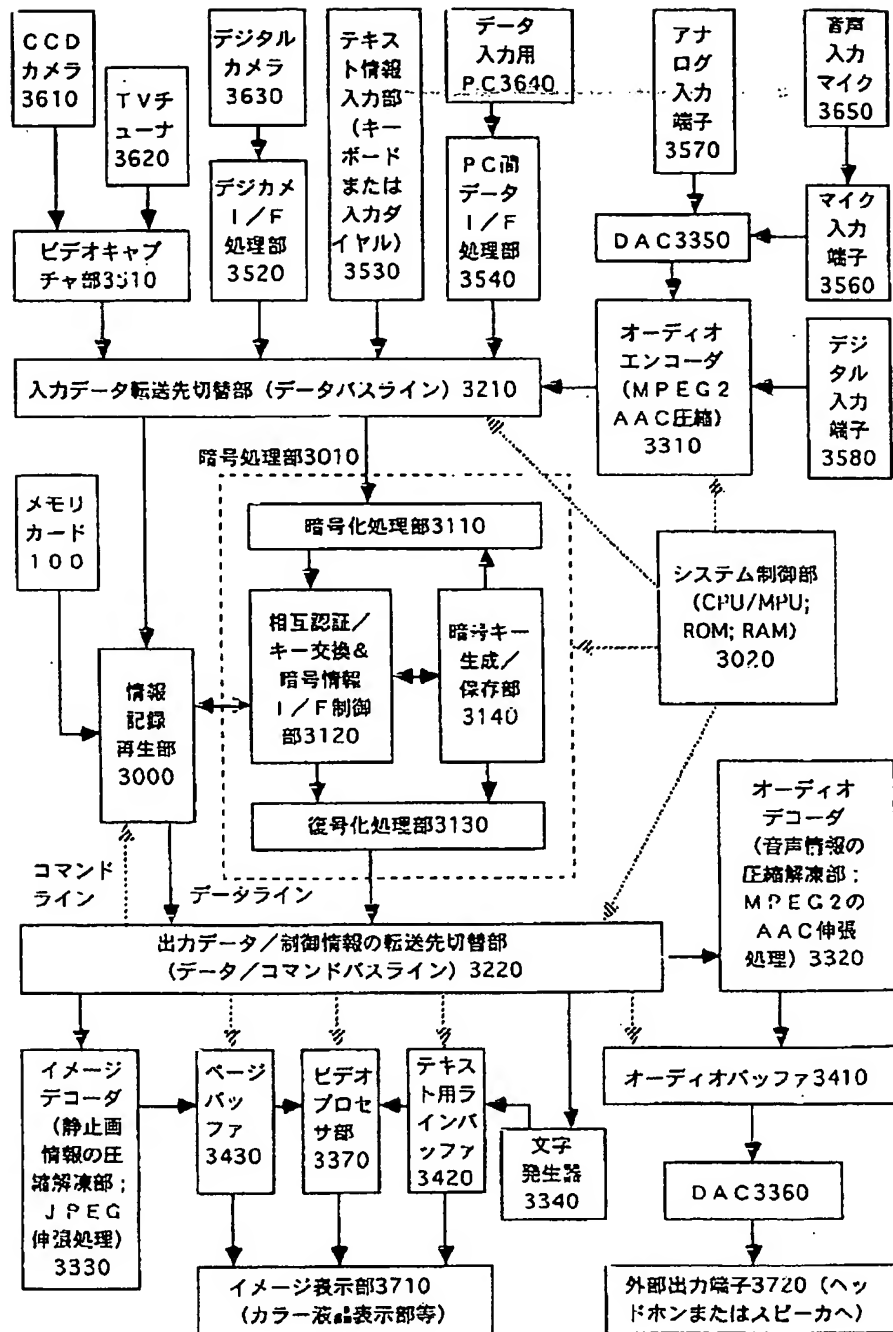 CCD
カメラ
3610
TVチ
ューナ
3620
デジタル
カメラ
3630
テキス
ト情報
入力部
(キー
ボード
または
入力ダ
イヤル)
3530
データ
入力用
PC3640
アナ
ログ
入力
端子
3570
音声
入力
マイク
3650
ビデオキャプ
チャ部3510
デジカメ
I/F
処理部
3520
PC間
データ
I/F
処理部
3540
DAC3350
マイク
入力
端子
3560
入力データ転送先切替部(データバスライン)3210
オーディオ
エンコーダ
(MPEG2
AAC圧縮)
3310
デジ
タル
入力
端子
3580
暗号処理部3010
メモリ
カード
100
暗号化処理部3110
システム制御部
(CPU/MPU;
ROM; RAM)
3020
情報
記録
再生部
3000
相互認証/
キー交換&
暗号情報
I/F制御
部3120
暗号キー
生成/
保存部
3140
復号化処理部3130
コマンド
ライン
データライン
オーディオ
デコーダ
(音声情報の
圧縮解凍部;
MPEG2の
AAC伸張
処理)3320
出力データ/制御情報の転送先切替部
(データ/コマンドバスライン)3220
イメージ
デコーダ
(静止画
情報の圧
縮解凍部;
JPEG
伸張処理)
3330
ページ
バッ
ファ
3430
ビデオ
プロセ
サ部
3370
テキス
ト用ラ
インバ
ッファ
3420
文字
発生器
3340
オーディオバッファ3410
DAC3360
イメージ表示部3710
(カラー液晶表示部等)
外部出力端子3720(ヘッ
ドホンまたはスピーカへ)